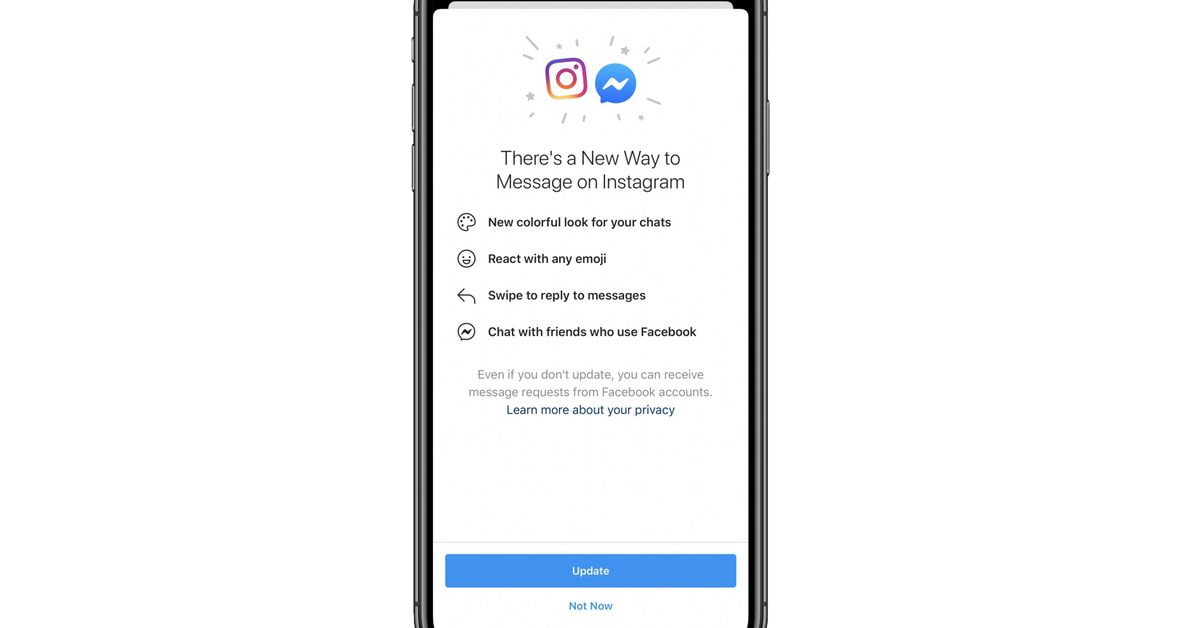 There's a New Way to
Message on Instagram
New colorful look for your chats
React with any emoji
Swipe to reply to messages
Chat with friends who use Facebook
Even if you don't update, you can receive
message requests from Facebook accounts.
Learn more about your privacy
Update
Not Now